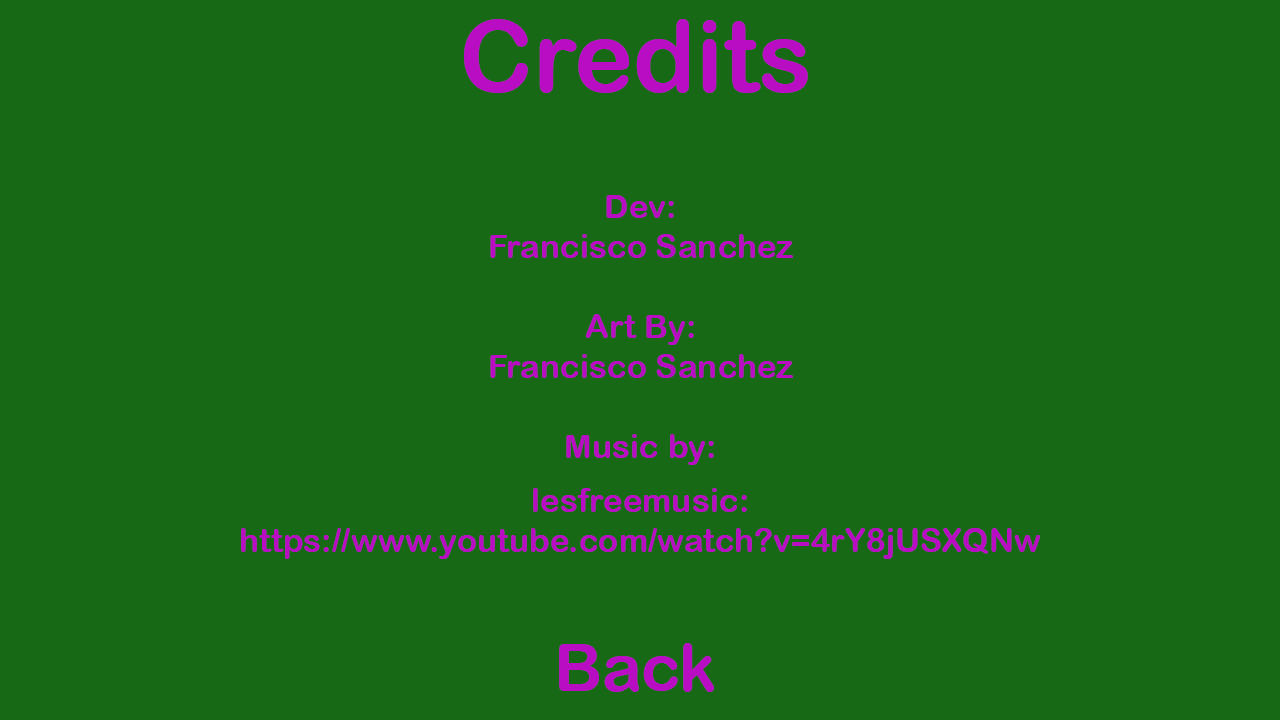 Credits
Dev:
Francisco Sanchez
Art By:
Francisco Sanchez
Music by:
lesfreemusic:
https://www.youtube.com/watch?v=4rY8jUSXQNw
Back